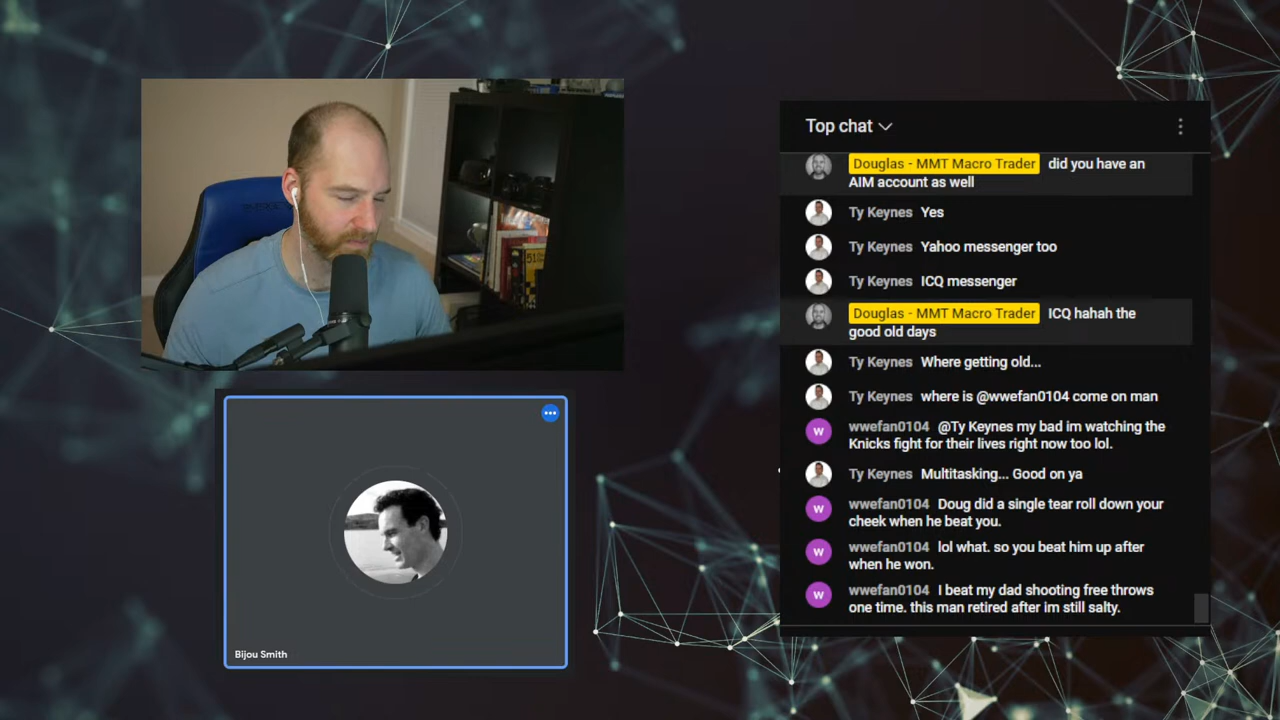 Top chat
Douglas - MMT Macro Trader did you have an
AIM account as well
Ty Keynes Yes
Ty Keynes Yahoo messenger too
Ty Keynes ICQ messenger
Douglas - MMT Macro Trader ICQ hahah the
good old days
Ty Keynes Where getting old...
Ty Keynes where is @wwefan0104 come on man
W
wwefan0104 @Ty Keynes my bad im watching the
Knicks fight for their lives right now too lol.
Ty Keynes Multitasking... Good on ya
W
wwefan0104 Doug did a single tear roll down your
cheek when he beat you.
W
wwefan0104 lol what. so you beat him up after
when he won.
W
wwefan0104 I beat my dad shooting free throws
one time. this man retired after im still salty.
51
Bijou Smith